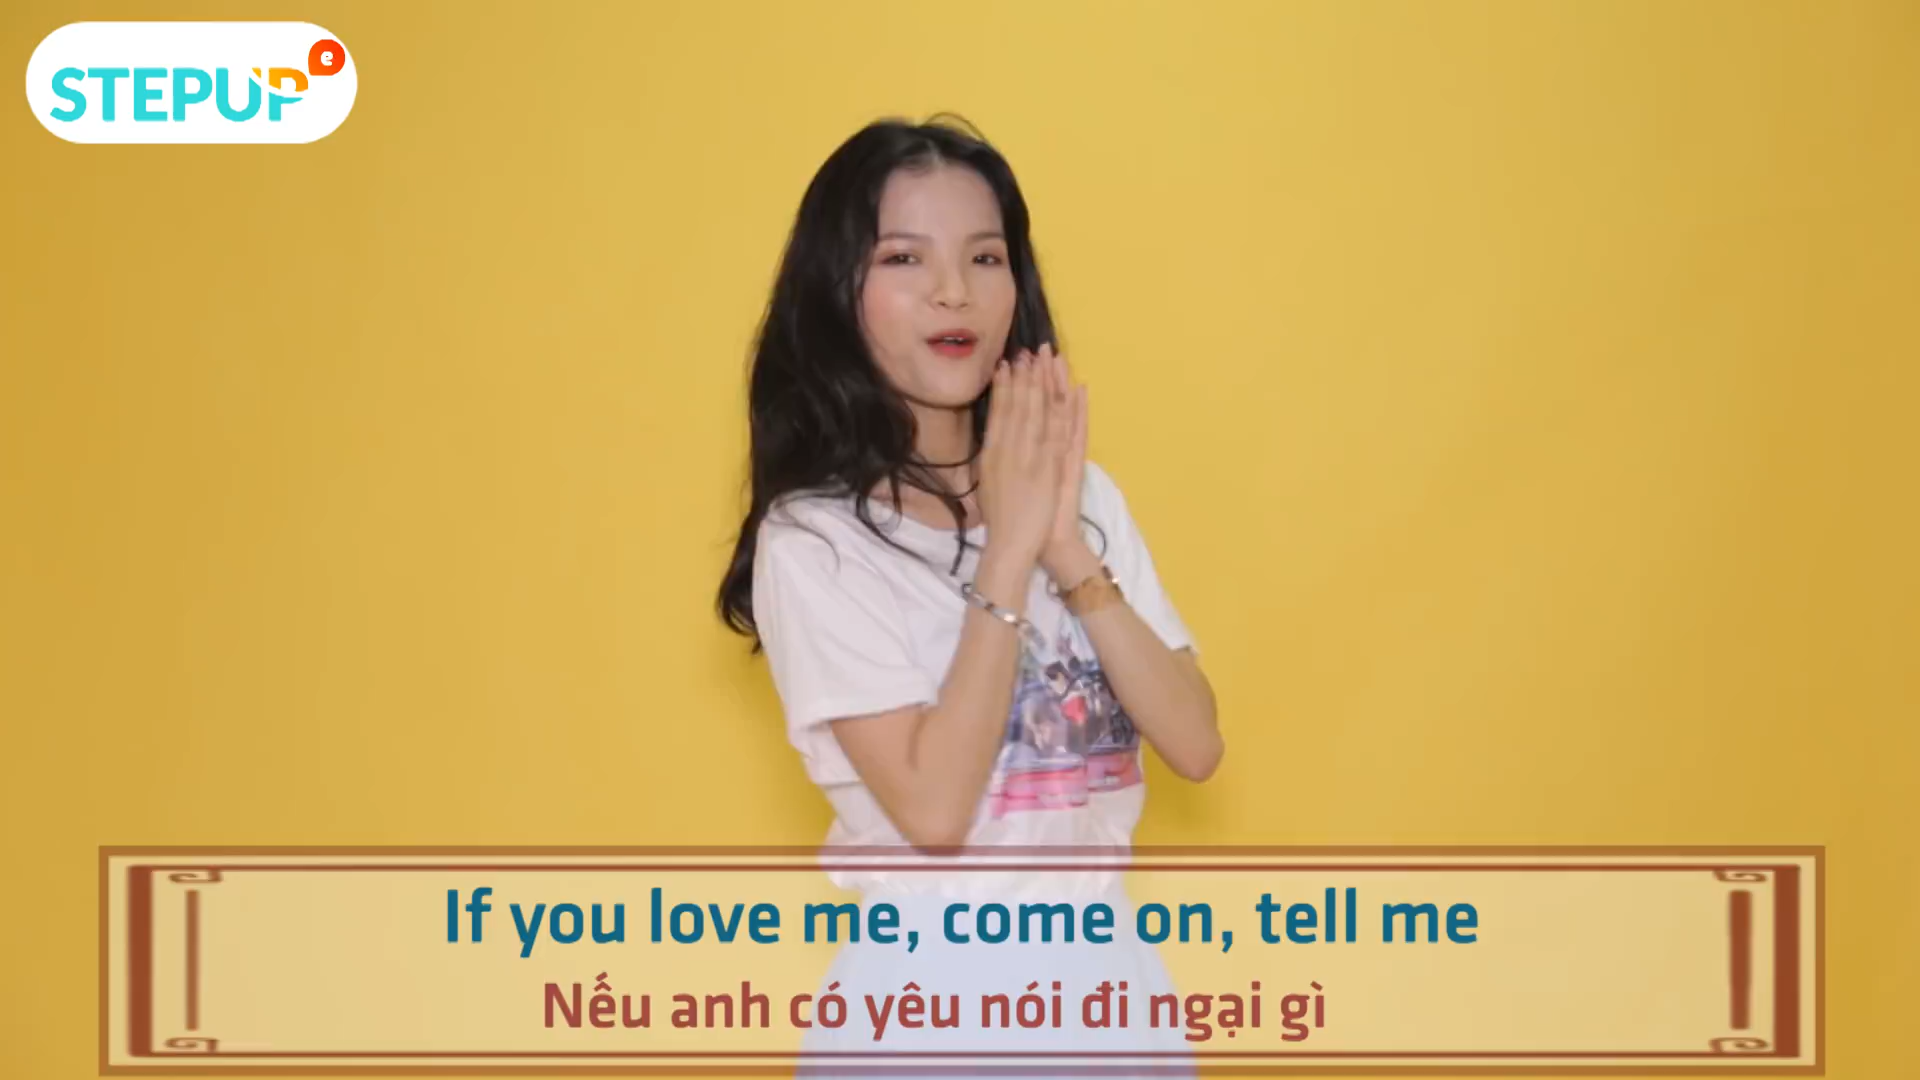 STEPUP e
If you love me, come on, tell me
Nếu anh có yêu nói đi ngại gì